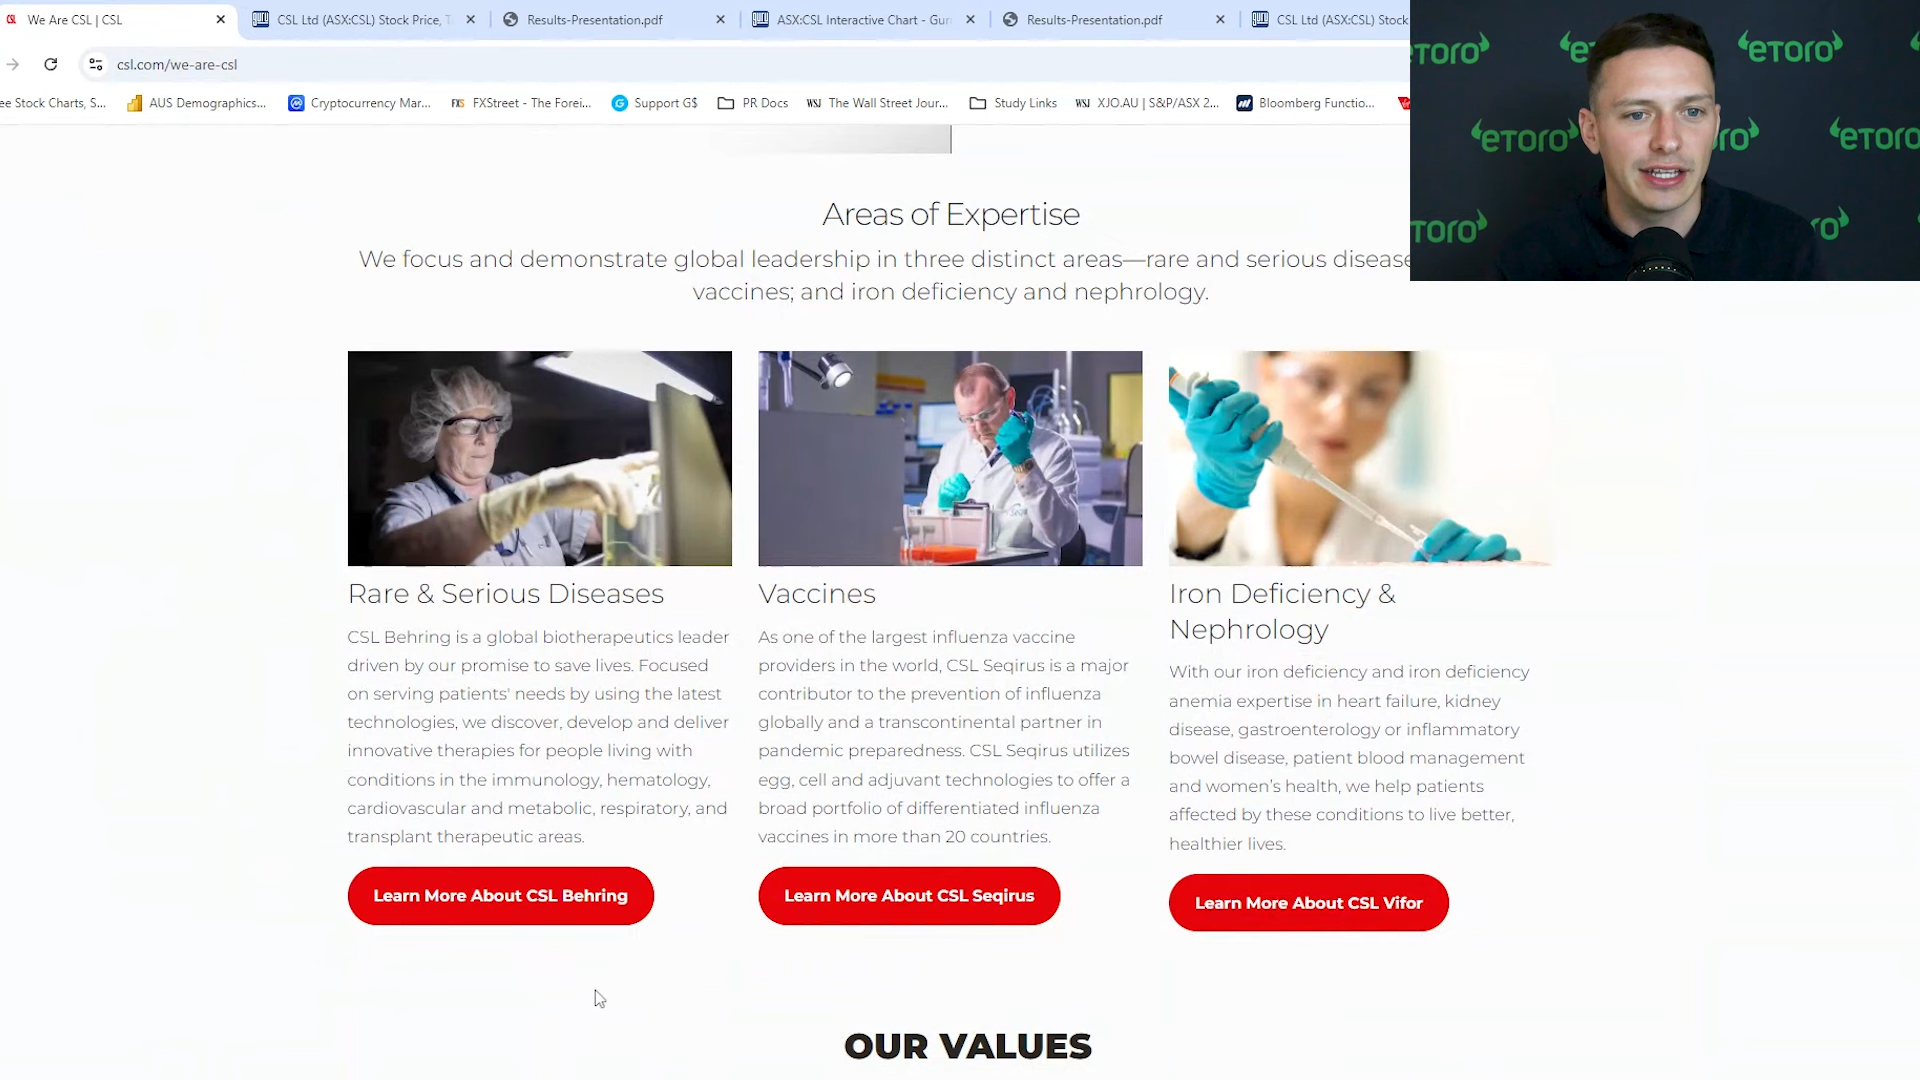 We Are CSL | CSL
CSL Ltd (ASX:CSL) Stock Price, T
Results-Presentation.pdf
ASX:CSL Interactive Chart - Gur
Results-Presentation.pdf
CSL Ltd (ASX:CSL) Stock
csl.com/we-are-csl
ee Stock Charts, S...
AUS Demographics...
Cryptocurrency Mar...
FXS FXStreet - The Forei...
Support G$
PR Docs
WSJ The Wall Street Jour...
Study Links
WSJ XJO.AU | S&P/ASX 2...
Bloomberg Functio...
eToro
Areas of Expertise
We focus and demonstrate global leadership in three distinct areas—rare and serious disease
vaccines; and iron deficiency and nephrology.
Rare & Serious Diseases
CSL Behring is a global biotherapeutics leader
driven by our promise to save lives. Focused
on serving patients' needs by using the latest
technologies, we discover, develop and deliver
innovative therapies for people living with
conditions in the immunology, hematology,
cardiovascular and metabolic, respiratory, and
transplant therapeutic areas.
Learn More About CSL Behring
Vaccines
As one of the largest influenza vaccine
providers in the world, CSL Seqirus is a major
contributor to the prevention of influenza
globally and a transcontinental partner in
pandemic preparedness. CSL Seqirus utilizes
egg, cell and adjuvant technologies to offer a
broad portfolio of differentiated influenza
vaccines in more than 20 countries.
Learn More About CSL Seqirus
Iron Deficiency &
Nephrology
With our iron deficiency and iron deficiency
anemia expertise in heart failure, kidney
disease, gastroenterology or inflammatory
bowel disease, patient blood management
and women's health, we help patients
affected by these conditions to live better,
healthier lives.
Learn More About CSL Vifor
OUR VALUES